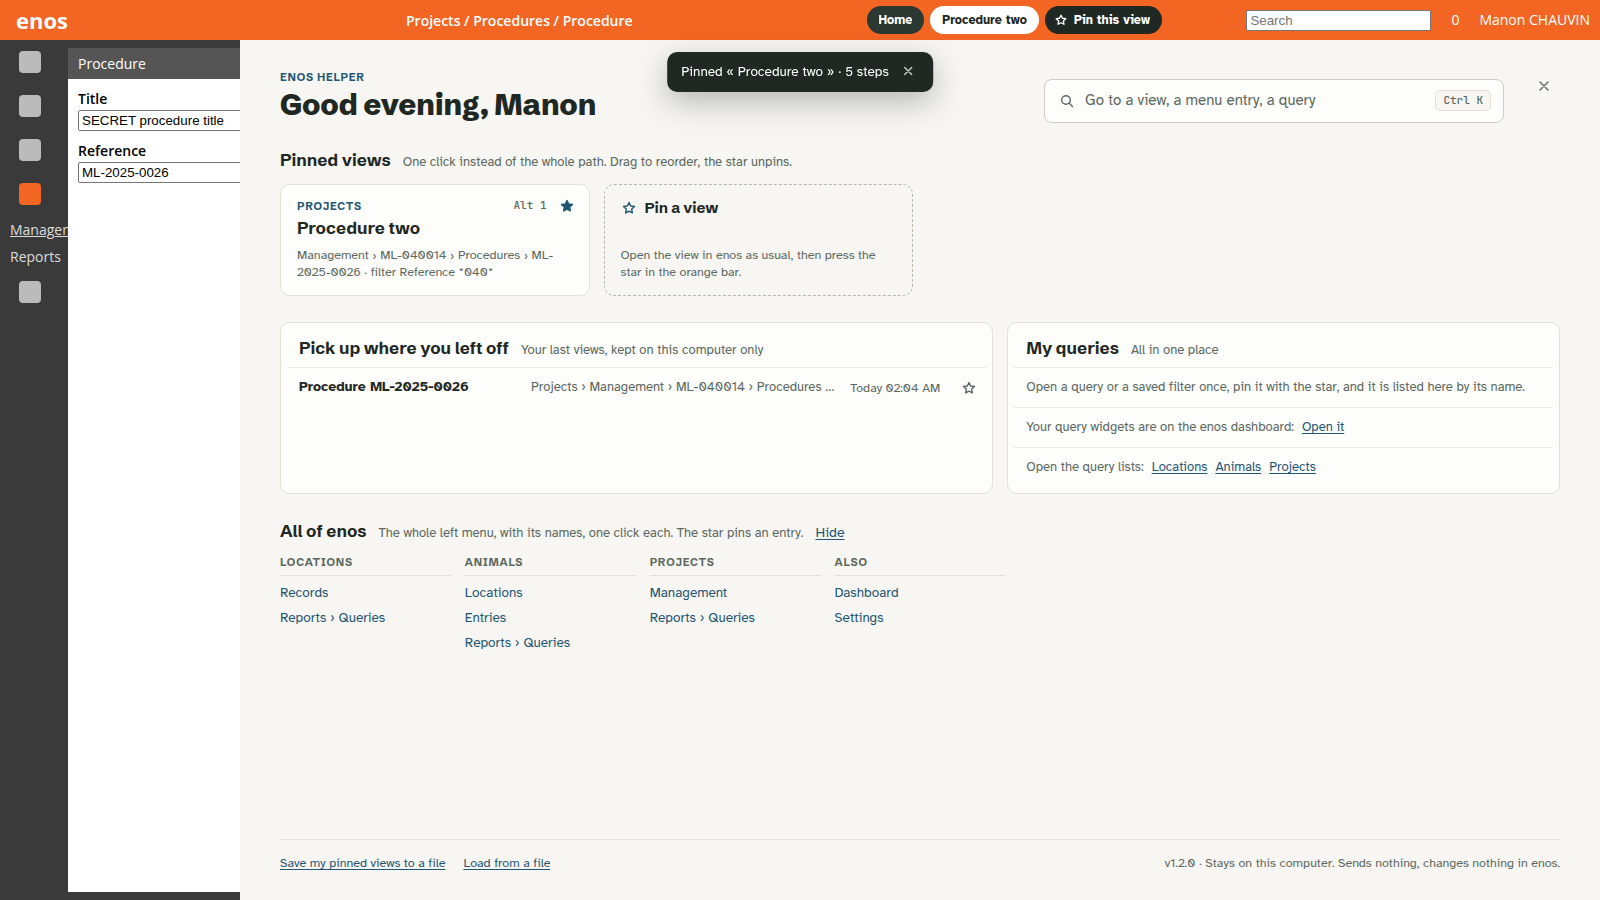 enos
Projects / Procedures / Procedure
Home
Procedure two
Pin this view
Search
0
Manon CHAUVIN
Procedure
Title
SECRET procedure title
Reference
ML-2025-0026
Manager
Reports
Pinned « Procedure two » · 5 steps
ENOS HELPER
Good evening, Manon
Go to a view, a menu entry, a query
Ctrl K
Pinned views
One click instead of the whole path. Drag to reorder, the star unpins.
PROJECTS
Alt 1
Procedure two
Management › ML-040014 › Procedures › ML-
2025-0026 · filter Reference "040"
Pin a view
Open the view in enos as usual, then press the
star in the orange bar.
Pick up where you left off
Your last views, kept on this computer only
Procedure ML-2025-0026
Projects › Management › ML-040014 › Procedures ...
Today 02:04 AM
My queries
All in one place
Open a query or a saved filter once, pin it with the star, and it is listed here by its name.
Your query widgets are on the enos dashboard: Open it
Open the query lists: Locations Animals Projects
All of enos
The whole left menu, with its names, one click each. The star pins an entry.
Hide
LOCATIONS
Records
Reports › Queries
ANIMALS
Locations
Entries
Reports › Queries
PROJECTS
Management
Reports › Queries
ALSO
Dashboard
Settings
Save my pinned views to a file
Load from a file
v1.2.0 · Stays on this computer. Sends nothing, changes nothing in enos.